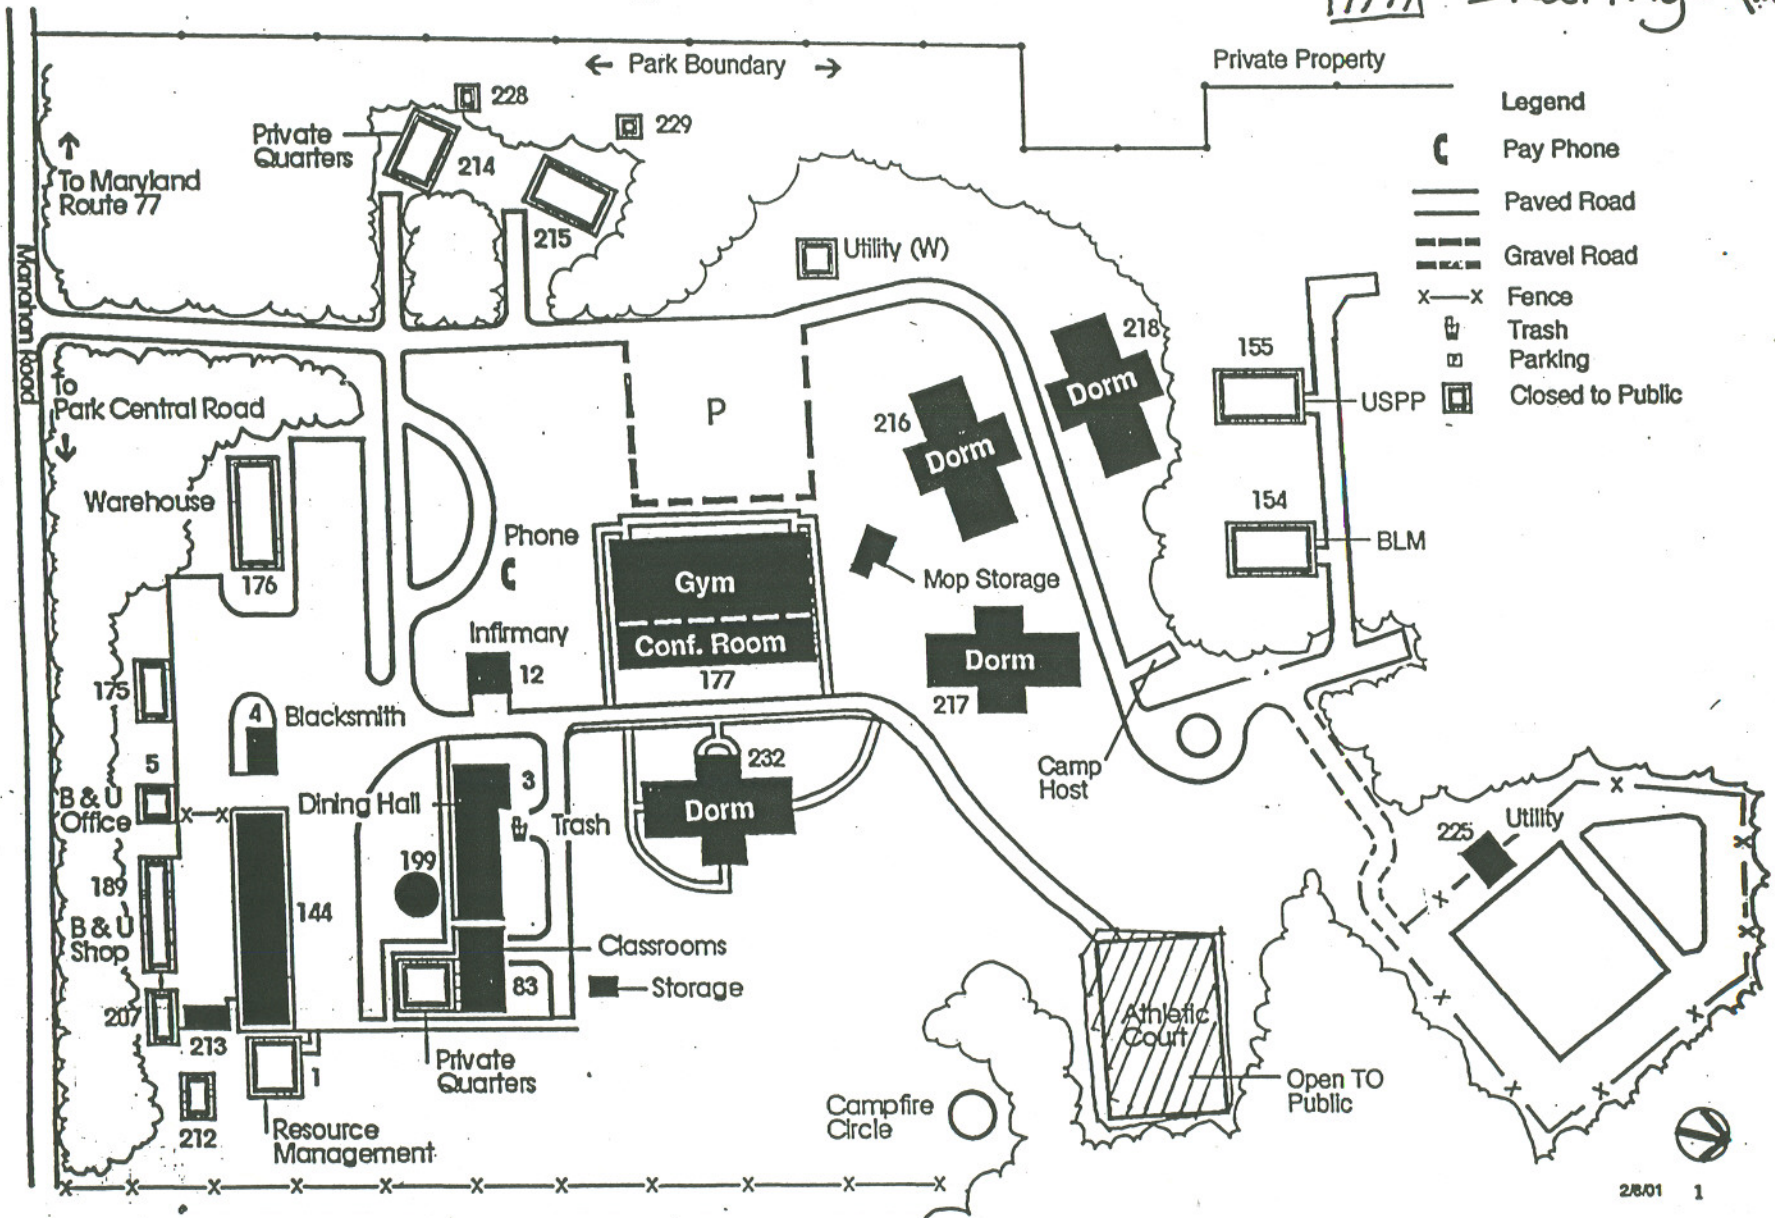 ← Park Boundary →
Private Property
Legend
Pay Phone
Paved Road
Gravel Road
x—x Fence
Trash
Parking
Closed to Public
228
229
Private
Quarters
214
215
↑
To Maryland
Route 77
Manahan Road
To
Park Central Road
↓
Utility (W)
P
218
Dorm
216
Dorm
155
USPP
154
BLM
Warehouse
176
Phone
Gym
Conf. Room
177
Mop Storage
Infirmary
12
Dorm
217
175
4
Blacksmith
5
B & U
Office
Dining Hall
3
Trash
232
Dorm
Camp
Host
225
Utility
199
189
B & U
Shop
144
Classrooms
83
Storage
207
213
1
Private
Quarters
212
Resource
Management
Athletic
Court
Open TO
Public
Campfire
Circle
2/8/01 1